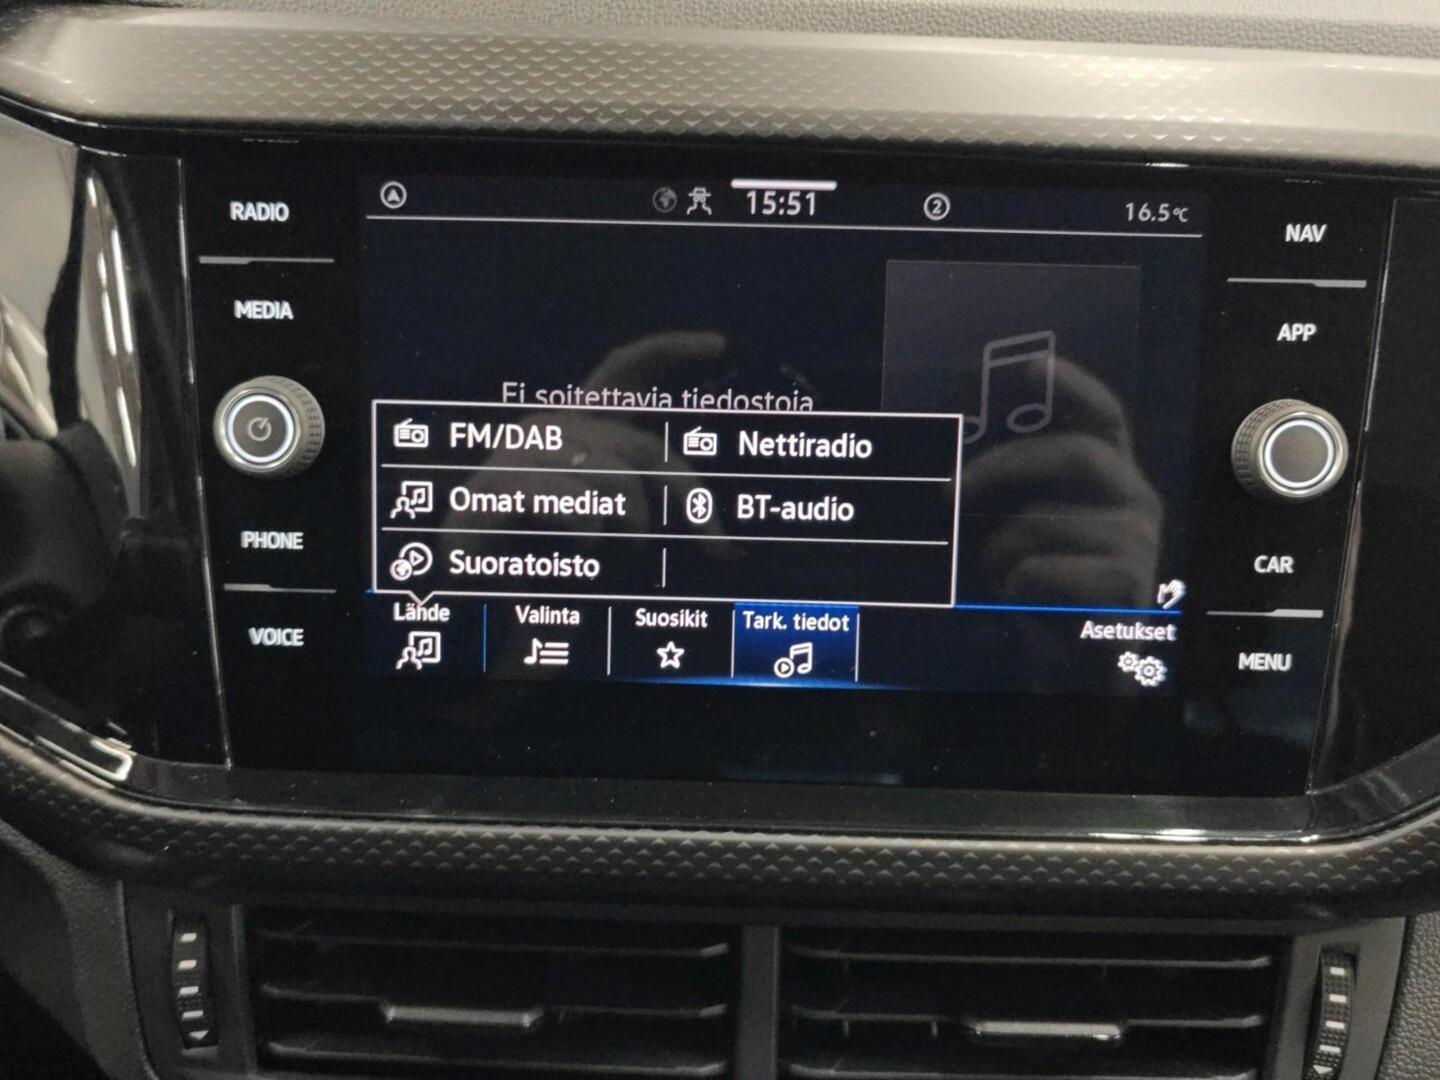 RADIO
MEDIA
PHONE
VOICE
15:51
2
16.5°C
Ei soitettavia tiedostoja
FM/DAB
Nettiradio
Omat mediat
BT-audio
Suoratoisto
Lähde
Valinta
Suosikit
Tark. tiedot
Asetukset
NAV
APP
CAR
MENU